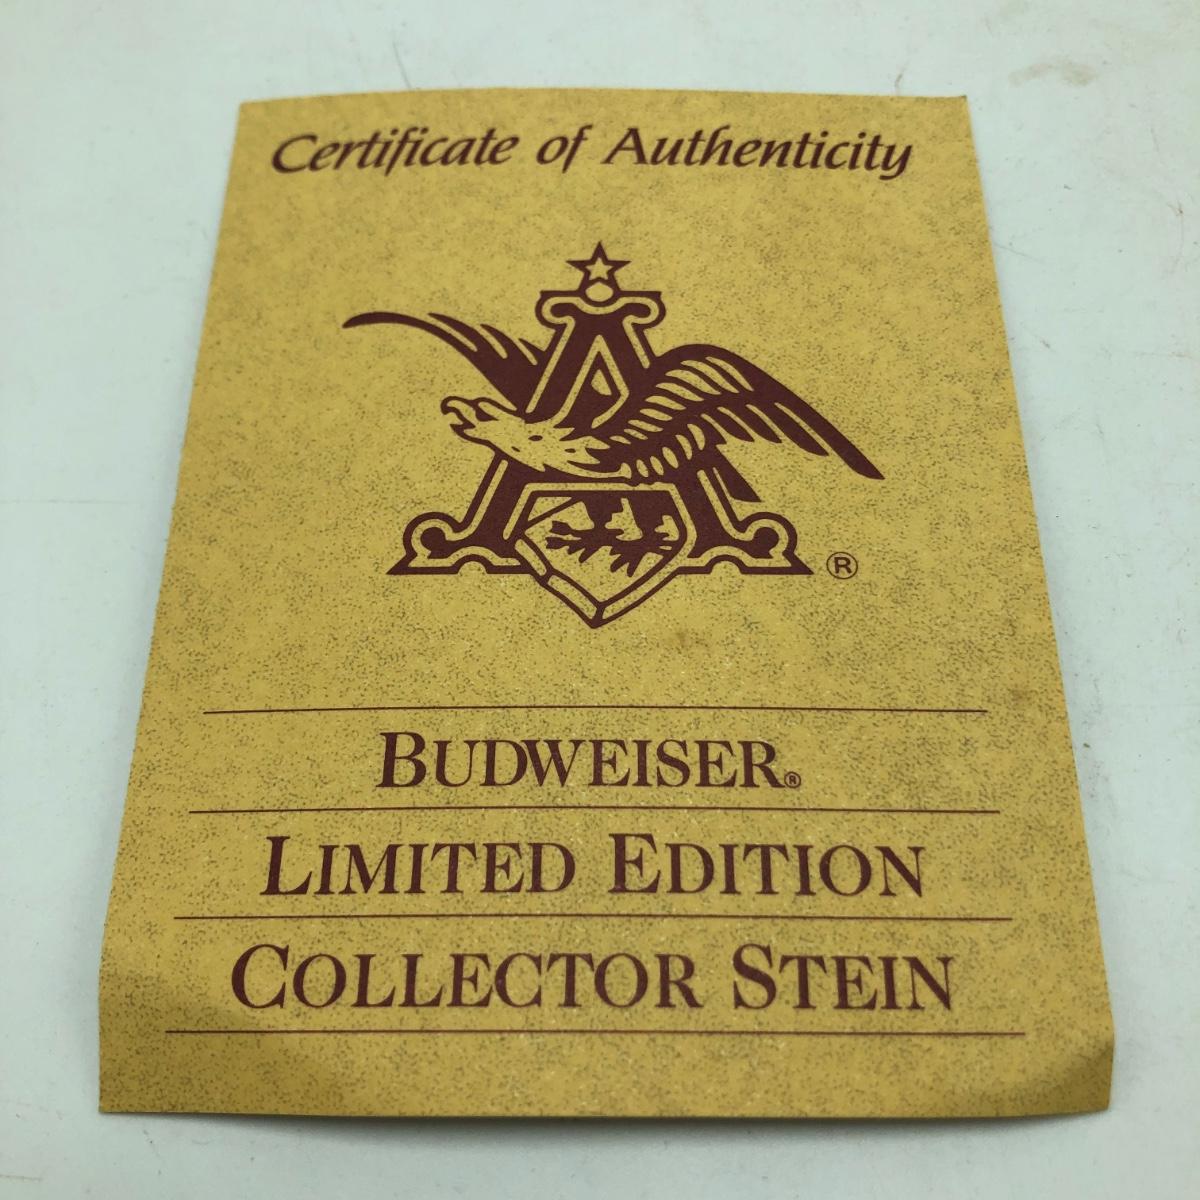 Certificate of Authenticity
A
®
BUDWEISER®
LIMITED EDITION
COLLECTOR STEIN